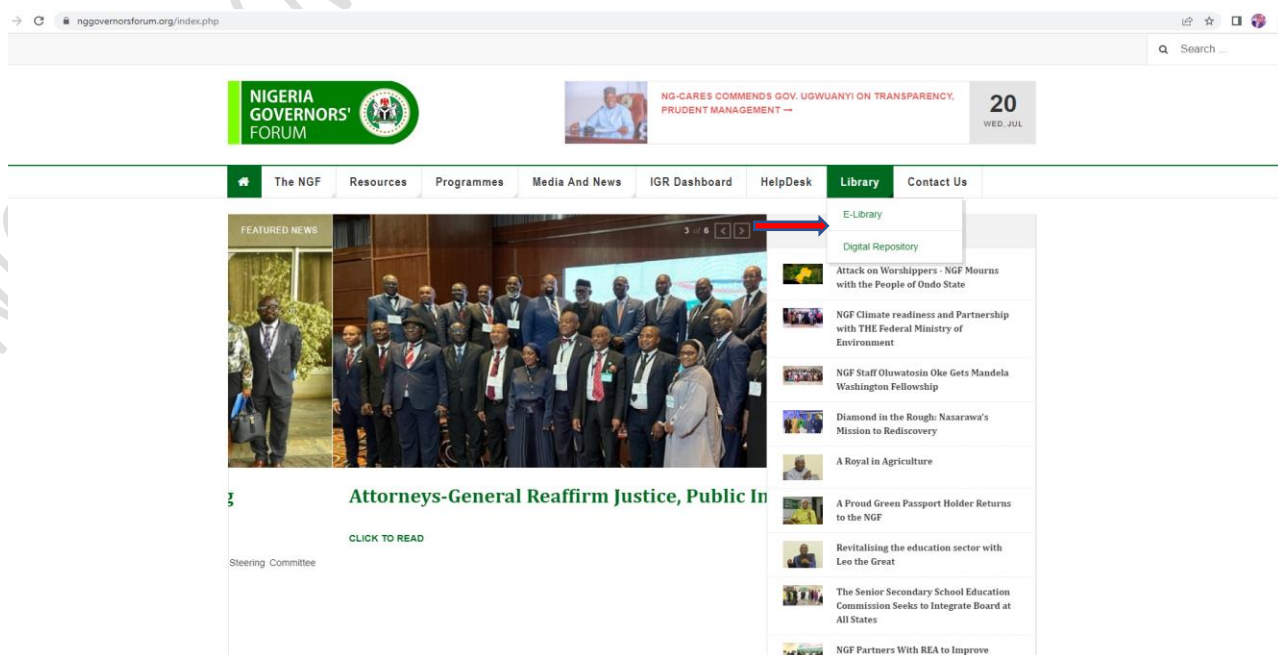 nggovernorsforum.org/index.php
Search ...
NIGERIA
GOVERNORS'
FORUM
NG-CARES COMMENDS GOV. UGWUANYI ON TRANSPARENCY,
PRUDENT MANAGEMENT →
20
WED, JUL
The NGF
Resources
Programmes
Media And News
IGR Dashboard
HelpDesk
Library
Contact Us
E-Library
Digital Repository
FEATURED NEWS
3 of 6
g
Attorneys-General Reaffirm Justice, Public In
CLICK TO READ
Steering Committee
Attack on Worshippers - NGF Mourns
with the People of Ondo State
NGF Climate readiness and Partnership
with THE Federal Ministry of
Environment
NGF Staff Oluwatosin Oke Gets Mandela
Washington Fellowship
Diamond in the Rough: Nasarawa's
Mission to Rediscovery
A Royal in Agriculture
A Proud Green Passport Holder Returns
to the NGF
Revitalising the education sector with
Leo the Great
The Senior Secondary School Education
Commission Seeks to Integrate Board at
All States
NGF Partners With REA to Improve